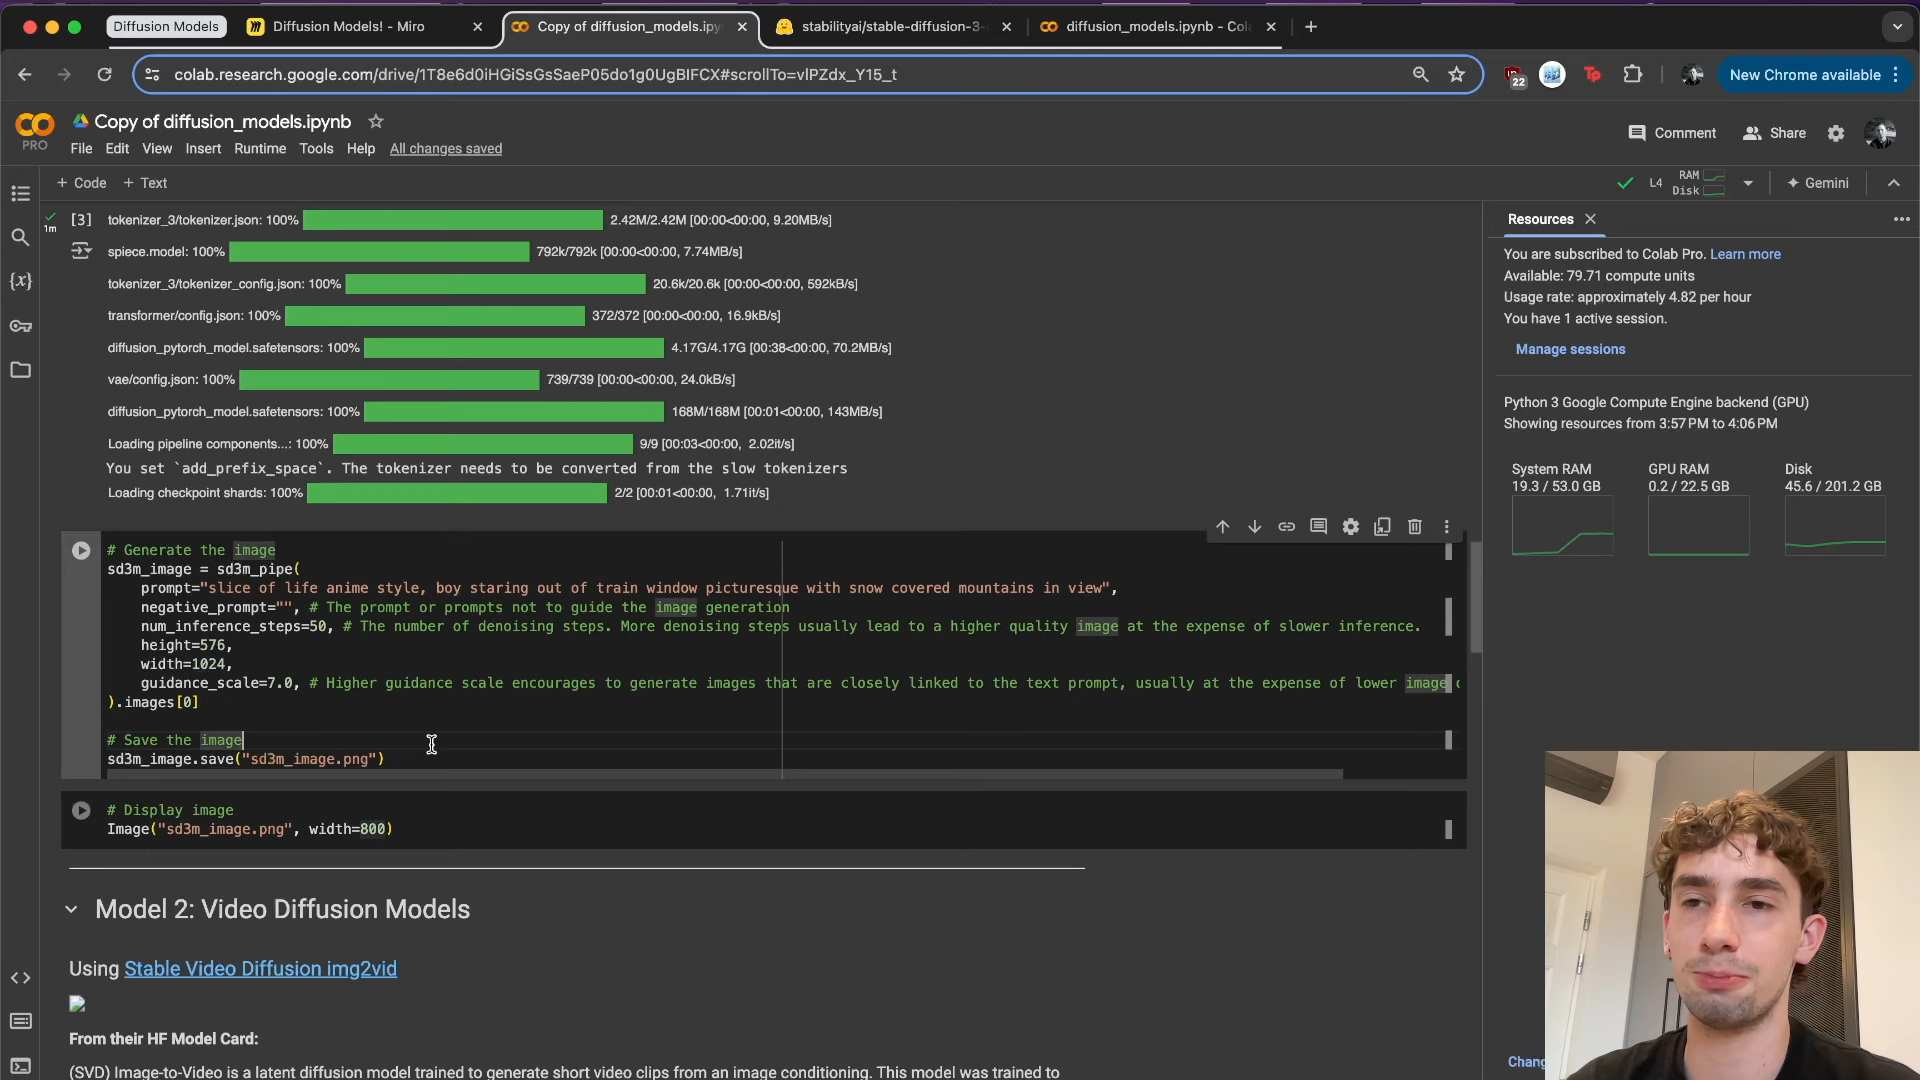 Diffusion Models
Diffusion Models! - Miro
Copy of diffusion_models.ipyn
stabilityai/stable-diffusion-3-
diffusion_models.ipynb - Col
colab.research.google.com/drive/1T8e6d0iHGiSsGsSaeP05do1g0UgBIFCX#scrollTo=vlPZdx_Y15_t
22
New Chrome available
PRO
Copy of diffusion_models.ipynb
Comment
Share
File Edit View Insert Runtime Tools Help All changes saved
+ Code + Text
L4
RAM
Disk
Gemini
1m
[3]
tokenizer_3/tokenizer.json: 100% 2.42M/2.42M [00:00<00:00, 9.20MB/s]
spiece.model: 100% 792k/792k [00:00<00:00, 7.74MB/s]
tokenizer_3/tokenizer_config.json: 100% 20.6k/20.6k [00:00<00:00, 592kB/s]
transformer/config.json: 100% 372/372 [00:00<00:00, 16.9kB/s]
diffusion_pytorch_model.safetensors: 100% 4.17G/4.17G [00:38<00:00, 70.2MB/s]
vae/config.json: 100% 739/739 [00:00<00:00, 24.0kB/s]
diffusion_pytorch_model.safetensors: 100% 168M/168M [00:01<00:00, 143MB/s]
Loading pipeline components...: 100% 9/9 [00:03<00:00, 2.02it/s]
You set `add_prefix_space`. The tokenizer needs to be converted from the slow tokenizers
Loading checkpoint shards: 100% 2/2 [00:01<00:00, 1.71it/s]
# Generate the image
sd3m_image = sd3m_pipe(
prompt="slice of life anime style, boy staring out of train window picturesque with snow covered mountains in view",
negative_prompt="", # The prompt or prompts not to guide the image generation
num_inference_steps=50, # The number of denoising steps. More denoising steps usually lead to a higher quality image at the expense of slower inference.
height=576,
width=1024,
guidance_scale=7.0, # Higher guidance scale encourages to generate images that are closely linked to the text prompt, usually at the expense of lower image
).images[0]
# Save the image
sd3m_image.save("sd3m_image.png")
# Display image
Image("sd3m_image.png", width=800)
Model 2: Video Diffusion Models
Using Stable Video Diffusion img2vid
From their HF Model Card:
(SVD) Image-to-Video is a latent diffusion model trained to generate short video clips from an image conditioning. This model was trained to
Resources
You are subscribed to Colab Pro. Learn more
Available: 79.71 compute units
Usage rate: approximately 4.82 per hour
You have 1 active session.
Manage sessions
Python 3 Google Compute Engine backend (GPU)
Showing resources from 3:57 PM to 4:06 PM
System RAM
19.3 / 53.0 GB
GPU RAM
0.2 / 22.5 GB
Disk
45.6 / 201.2 GB
Chang